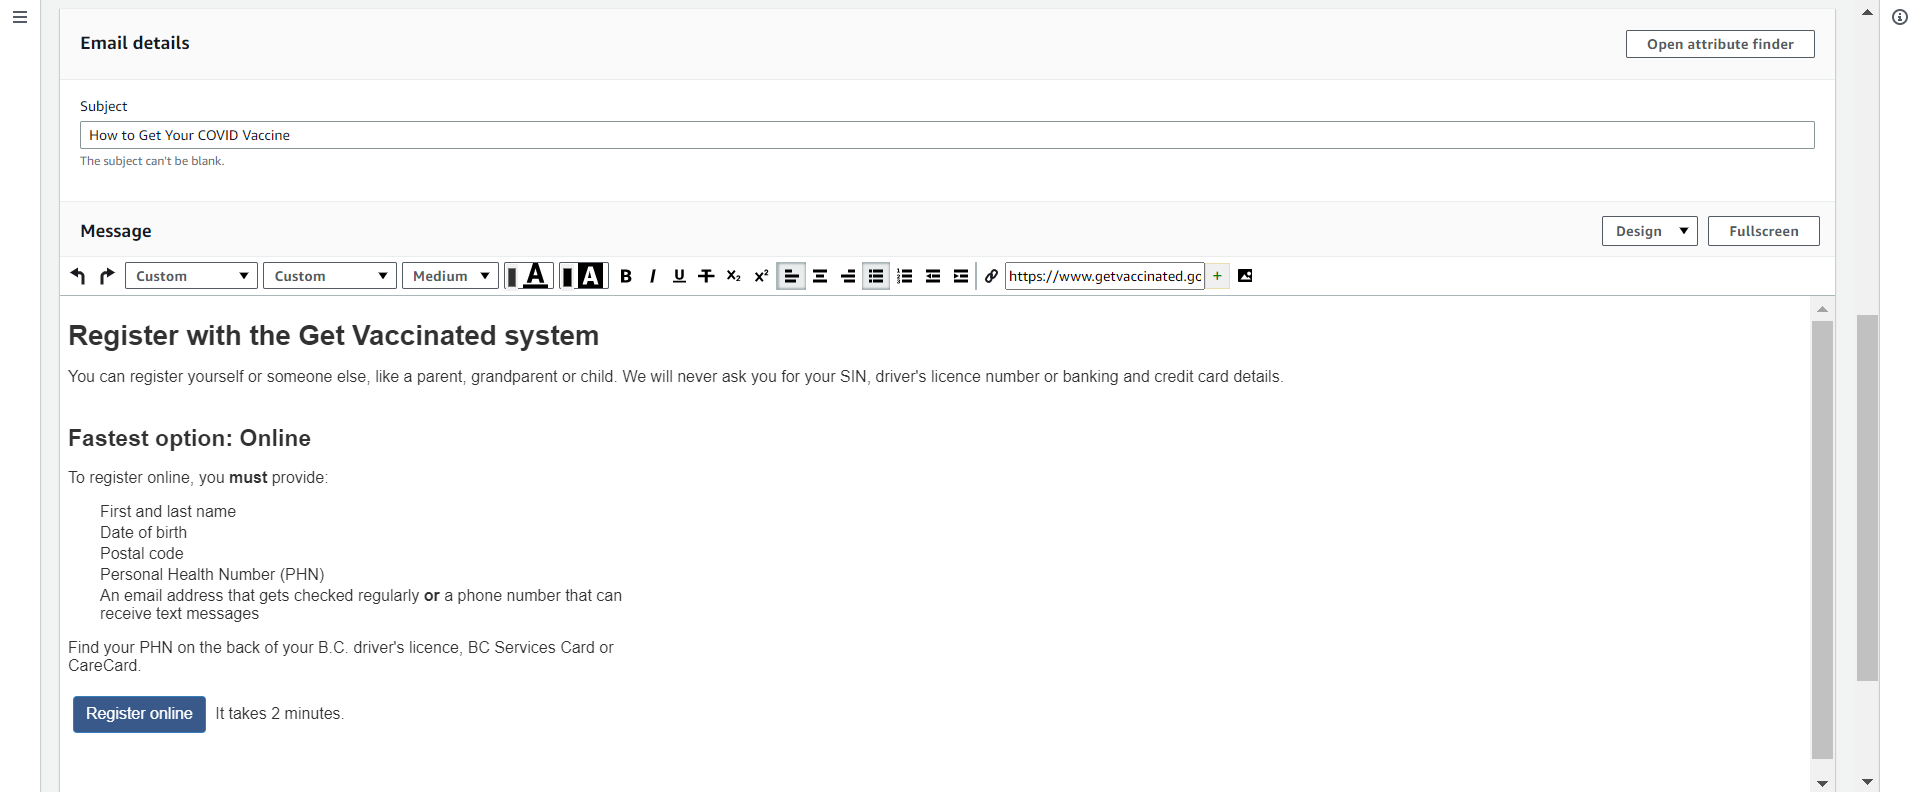 Email details
Open attribute finder
Subject
How to Get Your COVID Vaccine
The subject can't be blank.
Message
Design
Fullscreen
Custom
Custom
Medium
A
A
B I U T X₂ X²
https://www.getvaccinated.gc
+
Register with the Get Vaccinated system
You can register yourself or someone else, like a parent, grandparent or child. We will never ask you for your SIN, driver's licence number or banking and credit card details.
Fastest option: Online
To register online, you must provide:
First and last name
Date of birth
Postal code
Personal Health Number (PHN)
An email address that gets checked regularly or a phone number that can
receive text messages
Find your PHN on the back of your B.C. driver's licence, BC Services Card or
CareCard.
Register online
It takes 2 minutes.